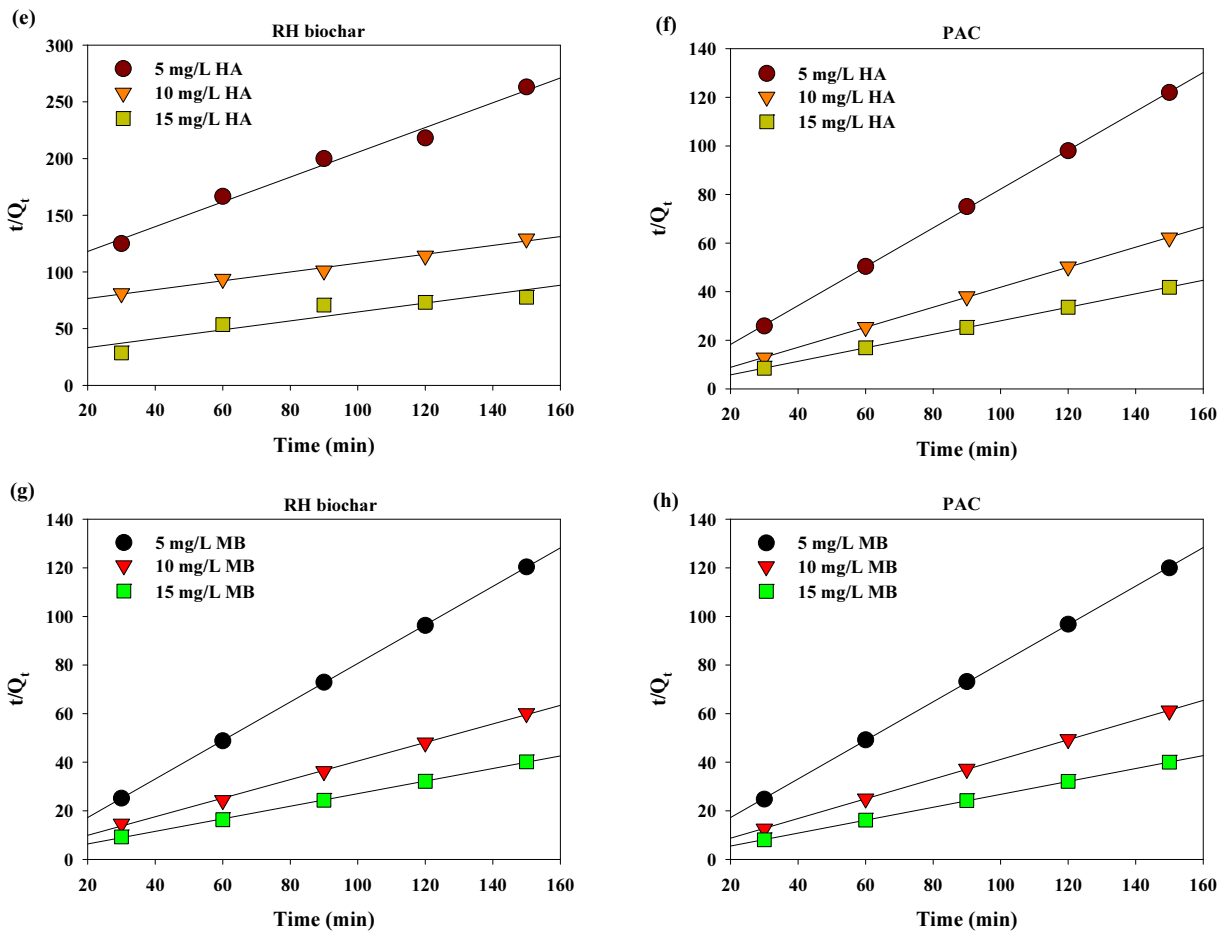 (e)
RH biochar
300
250
200
150
100
50
0
t/Qt
5 mg/L HA
10 mg/L HA
15 mg/L HA
20 40 60 80 100 120 140 160
Time (min)
(f)
PAC
140
120
100
80
60
40
20
0
t/Qt
5 mg/L HA
10 mg/L HA
15 mg/L HA
20 40 60 80 100 120 140 160
Time (min)
(g)
RH biochar
140
120
100
80
60
40
20
0
t/Qt
5 mg/L MB
10 mg/L MB
15 mg/L MB
20 40 60 80 100 120 140 160
Time (min)
(h)
PAC
140
120
100
80
60
40
20
0
t/Qt
5 mg/L MB
10 mg/L MB
15 mg/L MB
20 40 60 80 100 120 140 160
Time (min)